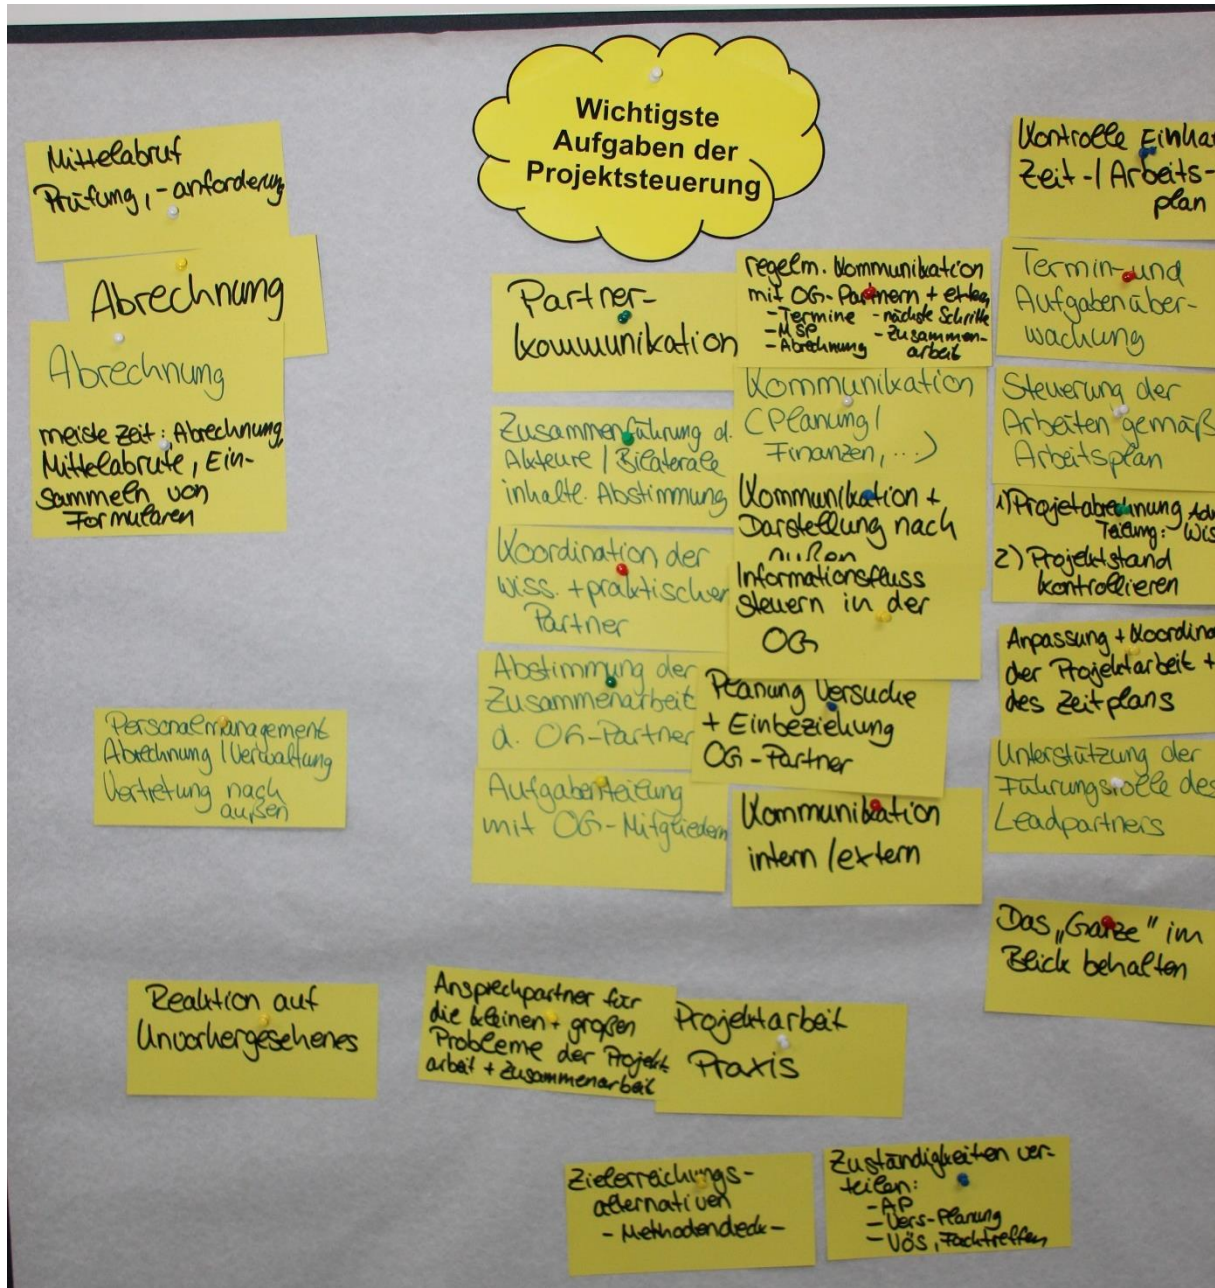 Wichtigste
Aufgaben der
Projektsteuerung
Mittelabruf
Prüfung, -anforderung
Abrechnung
Abrechnung
meiste Zeit: Abrechnung,
Mittelabrufe, Ein-
sammeln von
Formularen
Personalmanagement
Abrechnung / Verwaltung
Vertretung nach
außen
Reaktion auf
Unvorhergesehenes
Partner-
kommunikation
Zusammenführung d.
Akteure / Bilaterale
inhaltl. Abstimmung
Koordination der
wiss. + praktischen
Partner
Abstimmung der
Zusammenarbeit
d. OG-Partner
Aufgabenteilung
mit OG-Mitgliedern
regelm. Kommunikation
mit OG-Partnern +
- Termine - nächste Schritte
- MSP - Zusammen-
- Abrechnung arbeit
Kommunikation
(Planung/
Finanzen, ...)
Kommunikation +
Darstellung nach
außen
Informationsfluss
steuern in der
OG
Planung Versuche
+ Einbeziehung
OG-Partner
Kommunikation
intern / extern
Kontrolle
Zeit-/Arbeits-
plan
Termin- und
Aufgabenüber-
wachung
Steuerung der
Arbeiten gemäß
Arbeitsplan
1) Projetabrechnung
Teilung:
2) Projektstand
kontrollieren
Anpassung +
der Projektarbeit +
des Zeitplans
Unterstützung der
Führungsrolle des
Leadpartners
Das „Ganze" im
Blick behalten
Ansprechpartner für
die kleinen + großen
Probleme der Projekt
arbeit + Zusammenarbeit
Projektarbeit
Praxis
Zielerreichungs-
alternativen
- Methodendeck -
Zuständigkeiten ver-
teilen:
- AP
- Vers-Planung
- VÖs, Fachtreffen